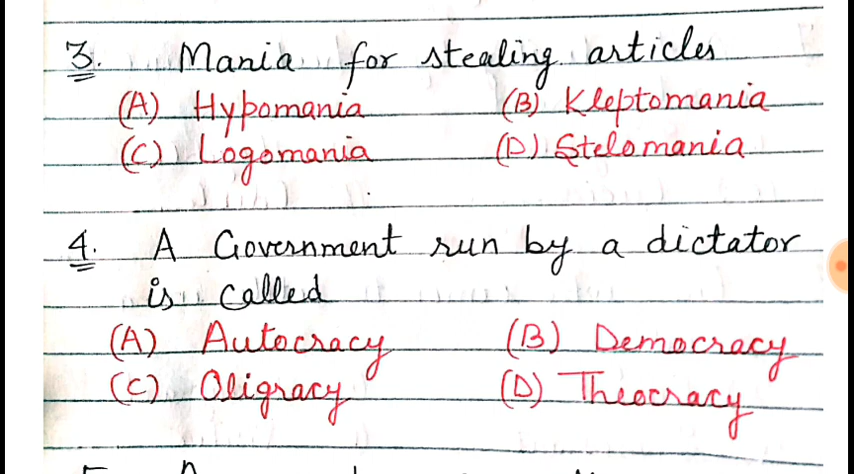 3. Mania for stealing articles
(A) Hypomania (B) Kleptomania
(C) Logomania (D) Stelomania
4. A Government run by a dictator
is called
(A) Autocracy (B) Democracy
(C) Oligracy (D) Theocracy